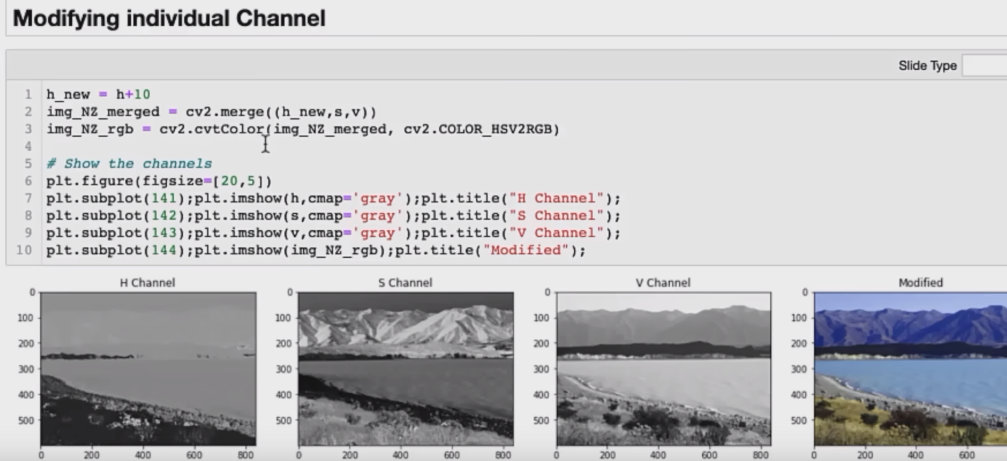 Modifying individual Channel
Slide Type
1 h_new = h+10
2 img_NZ_merged = cv2.merge((h_new,s,v))
3 img_NZ_rgb = cv2.cvtColor(img_NZ_merged, cv2.COLOR_HSV2RGB)
4
5 # Show the channels
6 plt.figure(figsize=[20,5])
7 plt.subplot(141);plt.imshow(h,cmap='gray');plt.title("H Channel");
8 plt.subplot(142);plt.imshow(s,cmap='gray');plt.title("S Channel");
9 plt.subplot(143);plt.imshow(v,cmap='gray');plt.title("V Channel");
10 plt.subplot(144);plt.imshow(img_NZ_rgb);plt.title("Modified");
H Channel S Channel V Channel Modified
0 0 0 0
100 100 100 100
200 200 200 200
300 300 300 300
400 400 400 400
500 500 500 500
0 200 400 600 800 0 200 400 600 800 0 200 400 600 800 0 200 400 600